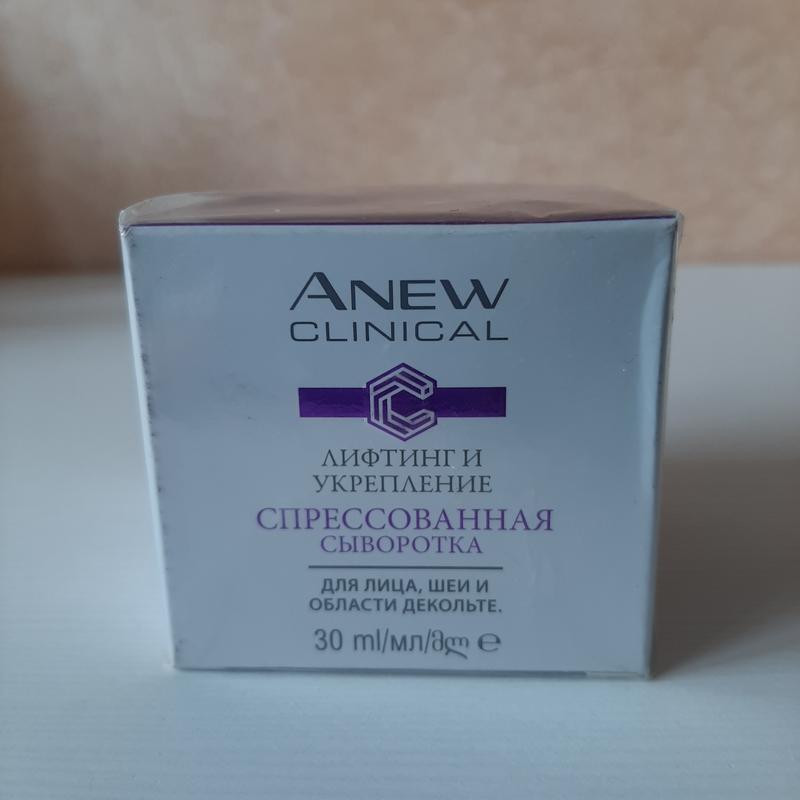 ANEW
CLINICAL
ЛИФТИНГ И
УКРЕПЛЕНИЕ
СПРЕССОВАННАЯ
СЫВОРОТКА
ДЛЯ ЛИЦА, ШЕИ И
ОБЛАСТИ ДЕКОЛЬТЕ.
30 ml/мл/მლ ℮